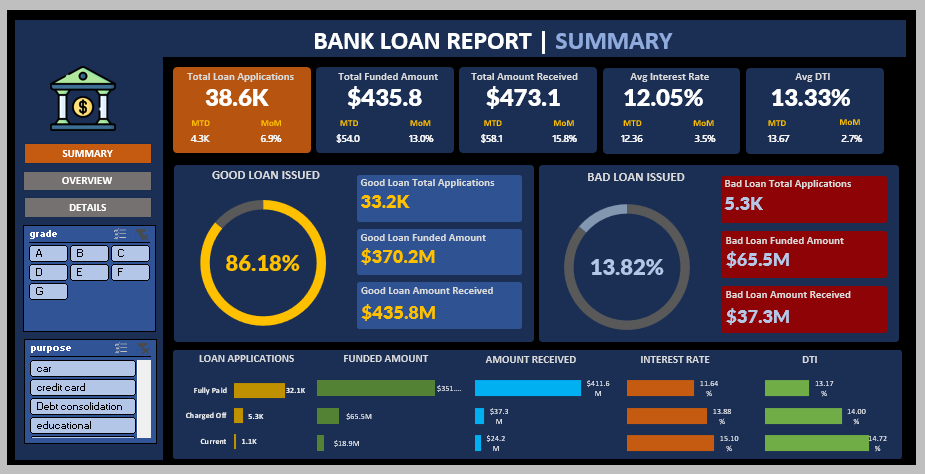 BANK LOAN REPORT | SUMMARY
Total Loan Applications
38.6K
MTD MoM
4.3K 6.9%
Total Funded Amount
$435.8
MTD MoM
$54.0 13.0%
Total Amount Received
$473.1
MTD MoM
$58.1 15.8%
Avg Interest Rate
12.05%
MTD MoM
12.36 3.5%
Avg DTI
13.33%
MTD MoM
13.67 2.7%
SUMMARY
OVERVIEW
DETAILS
grade
A B C
D E F
G
purpose
car
credit card
Debt consolidation
educational
GOOD LOAN ISSUED
86.18%
Good Loan Total Applications
33.2K
Good Loan Funded Amount
$370.2M
Good Loan Amount Received
$435.8M
BAD LOAN ISSUED
13.82%
Bad Loan Total Applications
5.3K
Bad Loan Funded Amount
$65.5M
Bad Loan Amount Received
$37.3M
LOAN APPLICATIONS
Fully Paid 32.1K
Charged Off 5.3K
Current 1.1K
FUNDED AMOUNT
$351....
$65.5M
$18.9M
AMOUNT RECEIVED
$411.6
M
$37.3
M
$24.2
M
INTEREST RATE
11.64
%
13.88
%
15.10
%
DTI
13.17
%
14.00
%
14.72
%